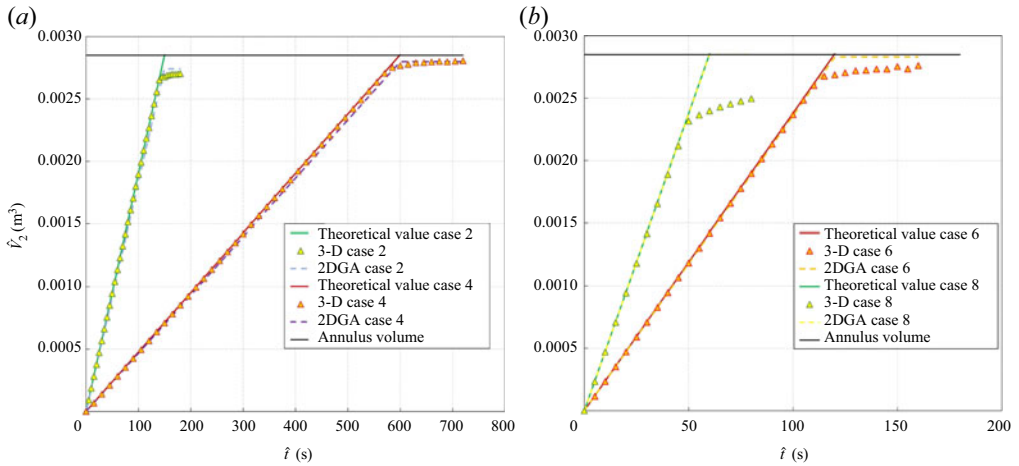 (a)
0.0030
0.0025
0.0020
0.0015
0.0010
0.0005
0
100
200
300
400
500
600
700
800
V̂₂ (m³)
t̂ (s)
Theoretical value case 2
3-D case 2
2DGA case 2
Theoretical value case 4
3-D case 4
2DGA case 4
Annulus volume
(b)
0.0030
0.0025
0.0020
0.0015
0.0010
0.0005
0
50
100
150
200
t̂ (s)
Theoretical value case 6
3-D case 6
2DGA case 6
Theoretical value case 8
3-D case 8
2DGA case 8
Annulus volume